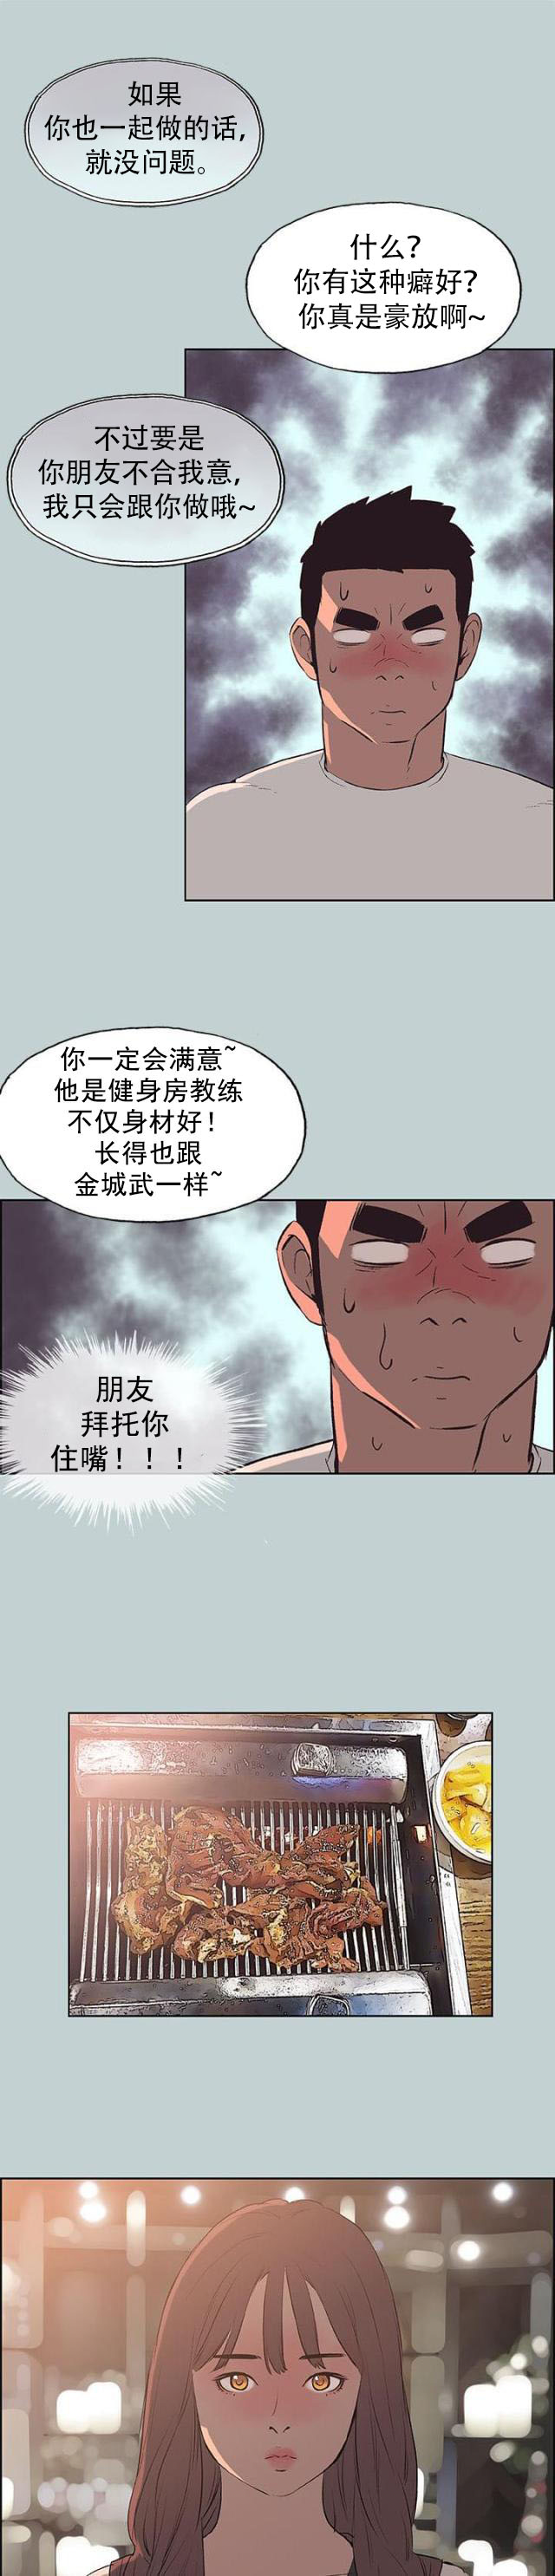 如果
你也一起做的话,
就没问题。
什么?
你有这种癖好?
你真是豪放啊~
不过要是
你朋友不合我意,
我只会跟你做哦~
你一定会满意~
他是健身房教练
不仅身材好!
长得也跟
金城武一样~
朋友
拜托你
住嘴!!!